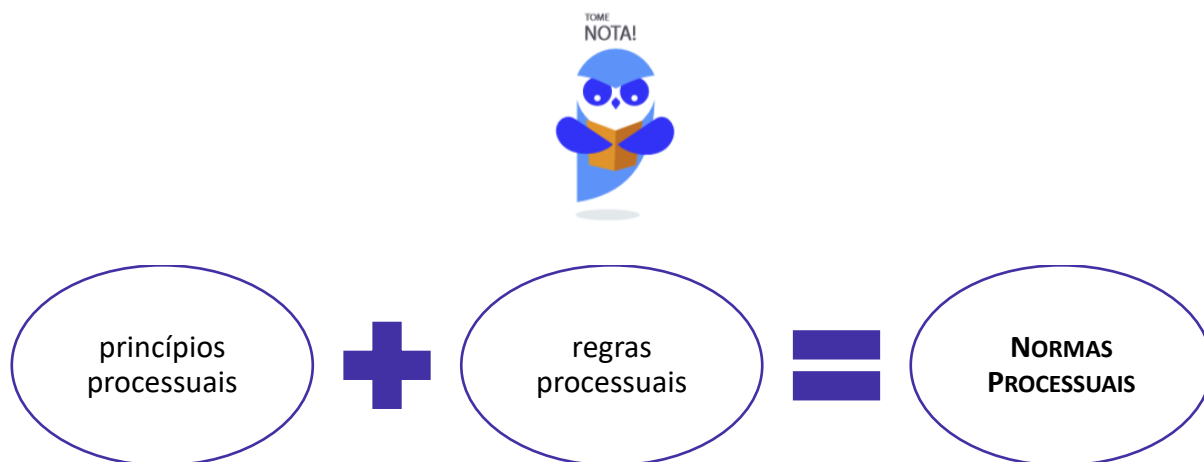 TOME
NOTA!
princípios
processuais
regras
processuais
NORMAS
PROCESSUAIS